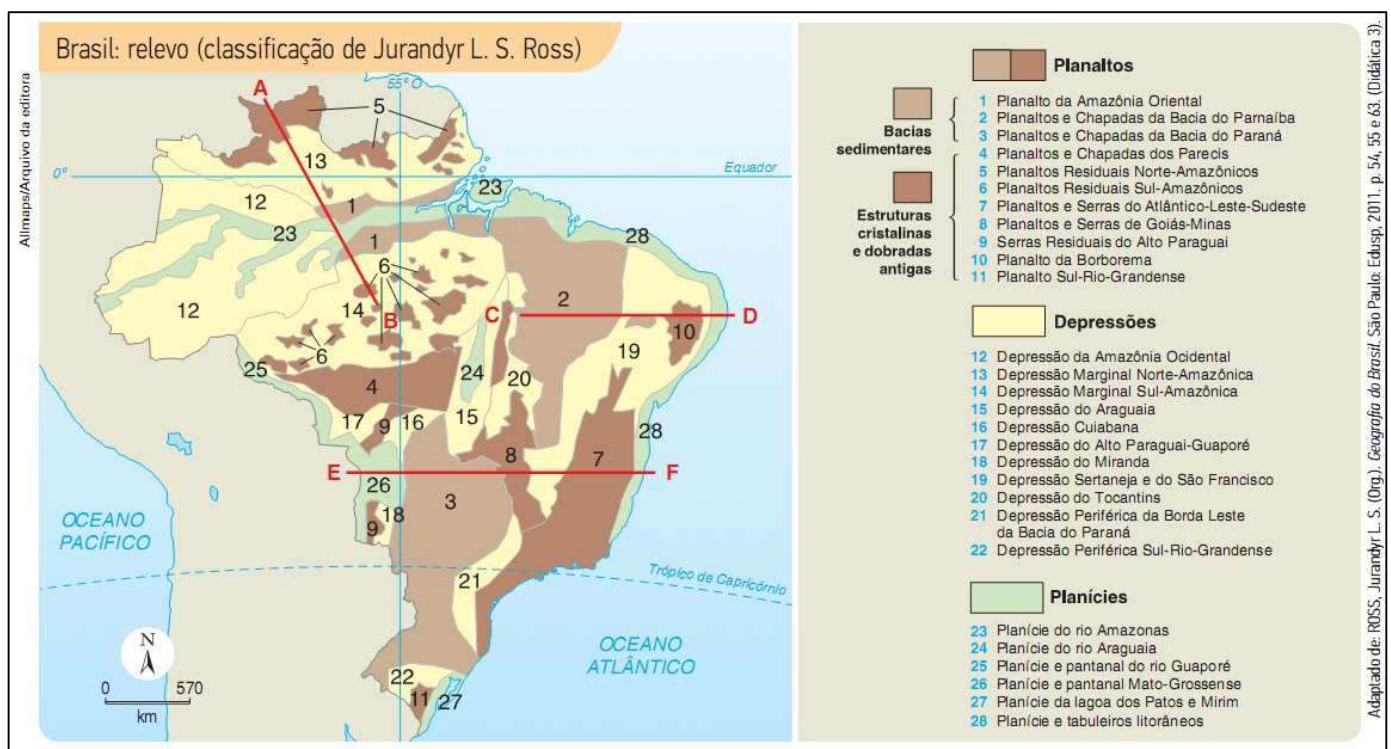 Brasil: relevo (classificação de Jurandyr L. S. Ross)
Allmaps/Arquivo da editora
A
55º O
5
13
Equador
0º
23
12
1
28
23
1
6
12
14
B
C
2
D
10
6
19
25
4
24
20
17
9
16
15
28
8
7
E
F
26
3
18
9
OCEANO
PACÍFICO
21
Trópico de Capricórnio
N
OCEANO
ATLÂNTICO
22
0 570
km
11
27
Planaltos
Bacias
sedimentares
1 Planalto da Amazônia Oriental
2 Planaltos e Chapadas da Bacia do Parnaíba
3 Planaltos e Chapadas da Bacia do Paraná
Estruturas
cristalinas
e dobradas
antigas
4 Planaltos e Chapadas dos Parecis
5 Planaltos Residuais Norte-Amazônicos
6 Planaltos Residuais Sul-Amazônicos
7 Planaltos e Serras do Atlântico-Leste-Sudeste
8 Planaltos e Serras de Goiás-Minas
9 Serras Residuais do Alto Paraguai
10 Planalto da Borborema
11 Planalto Sul-Rio-Grandense
Depressões
12 Depressão da Amazônia Ocidental
13 Depressão Marginal Norte-Amazônica
14 Depressão Marginal Sul-Amazônica
15 Depressão do Araguaia
16 Depressão Cuiabana
17 Depressão do Alto Paraguai-Guaporé
18 Depressão do Miranda
19 Depressão Sertaneja e do São Francisco
20 Depressão do Tocantins
21 Depressão Periférica da Borda Leste
da Bacia do Paraná
22 Depressão Periférica Sul-Rio-Grandense
Planícies
23 Planície do rio Amazonas
24 Planície do rio Araguaia
25 Planície e pantanal do rio Guaporé
26 Planície e pantanal Mato-Grossense
27 Planície da lagoa dos Patos e Mirim
28 Planície e tabuleiros litorâneos
Adaptado de: ROSS, Jurandyr L. S. (Org.). Geografia do Brasil. São Paulo: Edusp, 2011. p. 54, 55 e 63. (Didática 3).